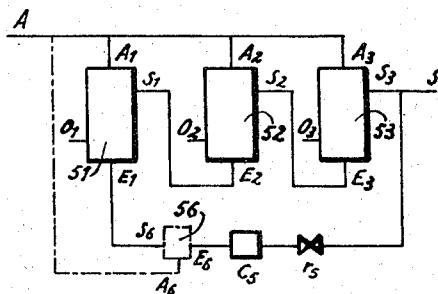 A
A1 A2 A3
S1 S2 S3 S
O1 O2 52 O3 53
51 E1 E2 E3
56
S6 E6 C5 r5
A6